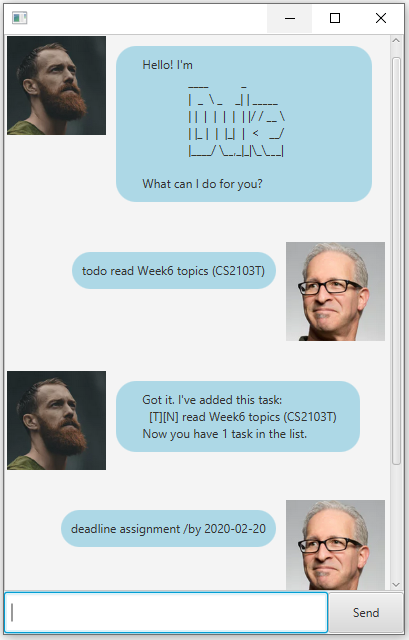 Hello! I'm
 ____        _
|  _ \ _   _| | _____
| | | | | | | |/ / _ \
| |_| | |_| |   <  __/
|____/ \__,_|_|\_\___|
What can I do for you?
todo read Week6 topics (CS2103T)
Got it. I've added this task:
[T][N] read Week6 topics (CS2103T)
Now you have 1 task in the list.
deadline assignment /by 2020-02-20
Send